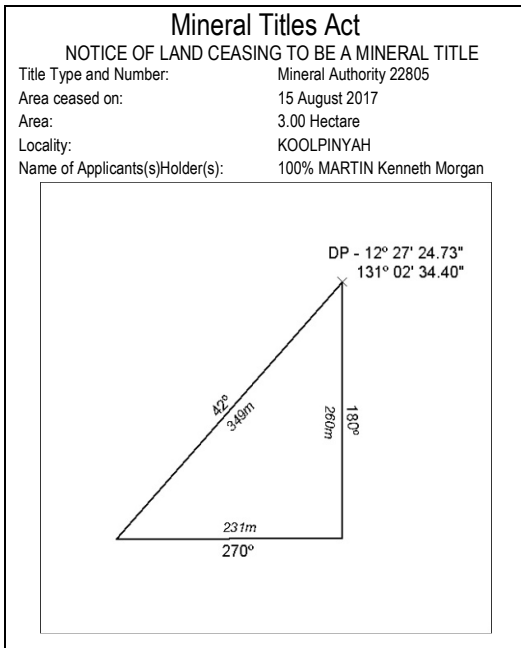 Mineral Titles Act
NOTICE OF LAND CEASING TO BE A MINERAL TITLE
Title Type and Number: Mineral Authority 22805
Area ceased on: 15 August 2017
Area: 3.00 Hectare
Locality: KOOLPINYAH
Name of Applicants(s)Holder(s): 100% MARTIN Kenneth Morgan
DP - 12º 27' 24.73"
131º 02' 34.40"
42º
349m
260m
180º
231m
270º